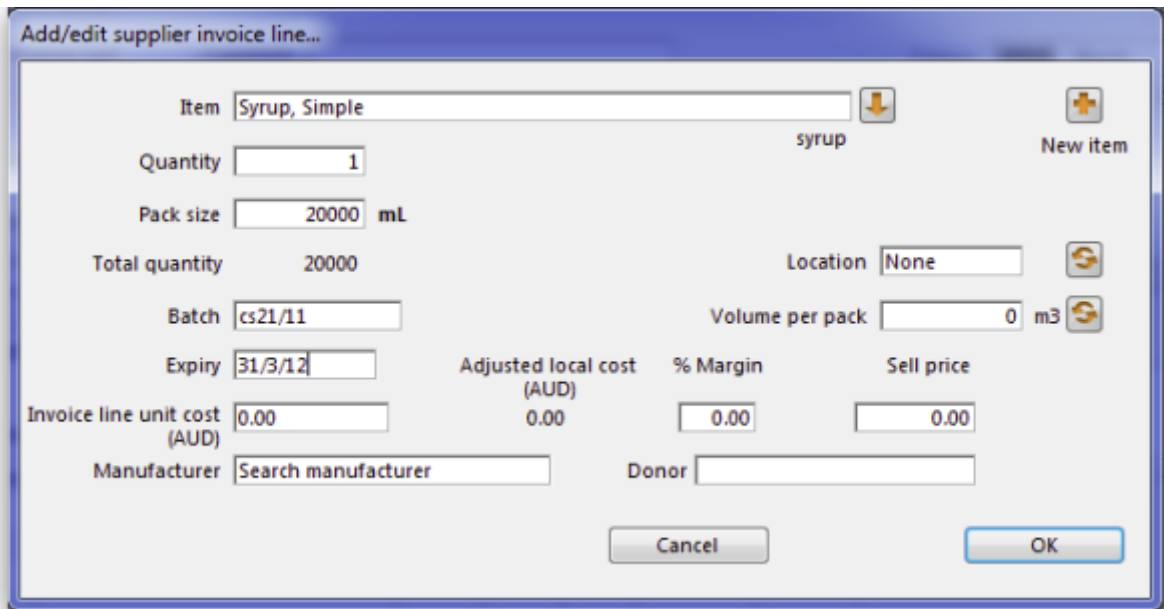 Add/edit supplier invoice line...
Item Syrup, Simple
syrup
New item
Quantity 1
Pack size 20000 mL
Total quantity 20000
Location None
Batch cs21/11
Volume per pack 0 m3
Expiry 31/3/12
Adjusted local cost
(AUD)
% Margin
Sell price
Invoice line unit cost
(AUD)
0.00 0.00 0.00 0.00
Manufacturer Search manufacturer
Donor
Cancel OK